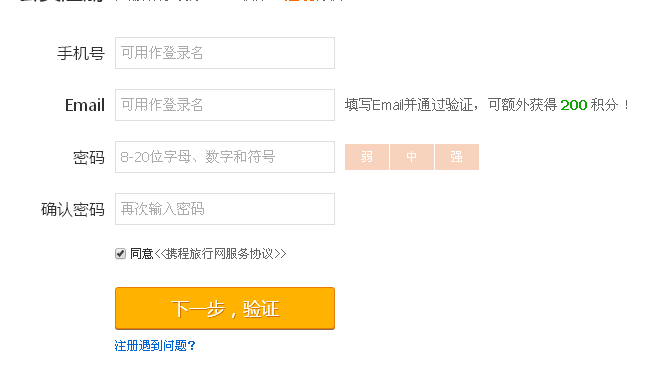 手机号 可用作登录名
Email 可用作登录名 填写Email并通过验证，可额外获得 200 积分！
密码 8-20位字母、数字和符号 弱 中 强
确认密码 再次输入密码
同意<<携程旅行网服务协议>>
下一步，验证
注册遇到问题？